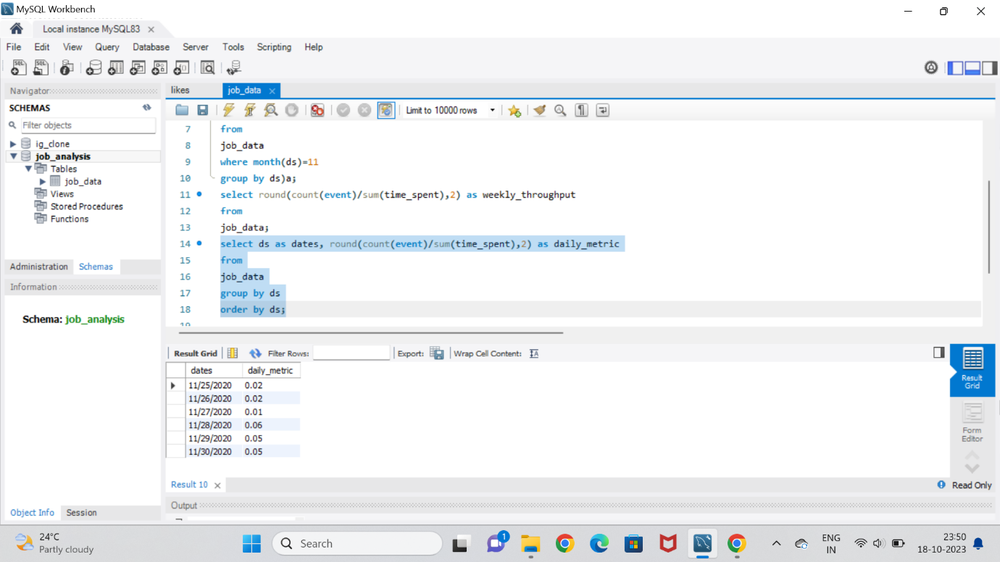 MySQL Workbench
Local instance MySQL83
File Edit View Query Database Server Tools Scripting Help
Navigator
SCHEMAS
Filter objects
ig_clone
job_analysis
Tables
job_data
Views
Stored Procedures
Functions
Administration Schemas
Information
Schema: job_analysis
Object Info Session
likes job_data
Limit to 10000 rows
7 from
8 job_data
9 where month(ds)=11
10 group by ds)a;
11 select round(count(event)/sum(time_spent),2) as weekly_throughput
12 from
13 job_data;
14 select ds as dates, round(count(event)/sum(time_spent),2) as daily_metric
15 from
16 job_data
17 group by ds
18 order by ds;
19
Result Grid Filter Rows: Export: Wrap Cell Content:
dates daily_metric
11/25/2020 0.02
11/26/2020 0.02
11/27/2020 0.01
11/28/2020 0.06
11/29/2020 0.05
11/30/2020 0.05
Result
Grid
Form
Editor
Result 10
Read Only
Output
24°C
Partly cloudy
Search
1
ENG
IN
23:50
18-10-2023